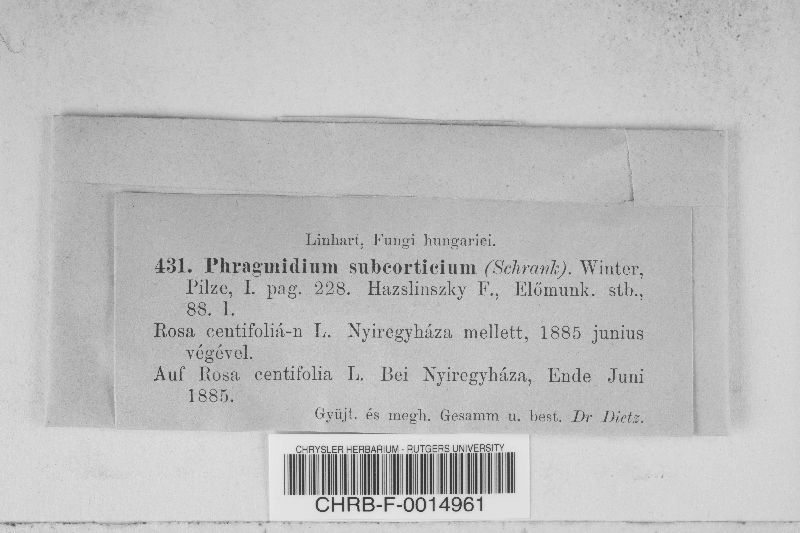 Linhart, Fungi hungarici.
431. Phragmidium subcorticium (Schrank). Winter,
Pilze, I. pag. 228. Hazslinszky F., Előmunk. stb.,
88. l.
Rosa centifoliá-n L. Nyiregyháza mellett, 1885 junius
végével.
Auf Rosa centifolia L. Bei Nyiregyháza, Ende Juni
1885.
Gyüjt. és megh. Gesamm u. best. Dr Dietz.
CHRYSLER HERBARIUM - RUTGERS UNIVERSITY
CHRB-F-0014961